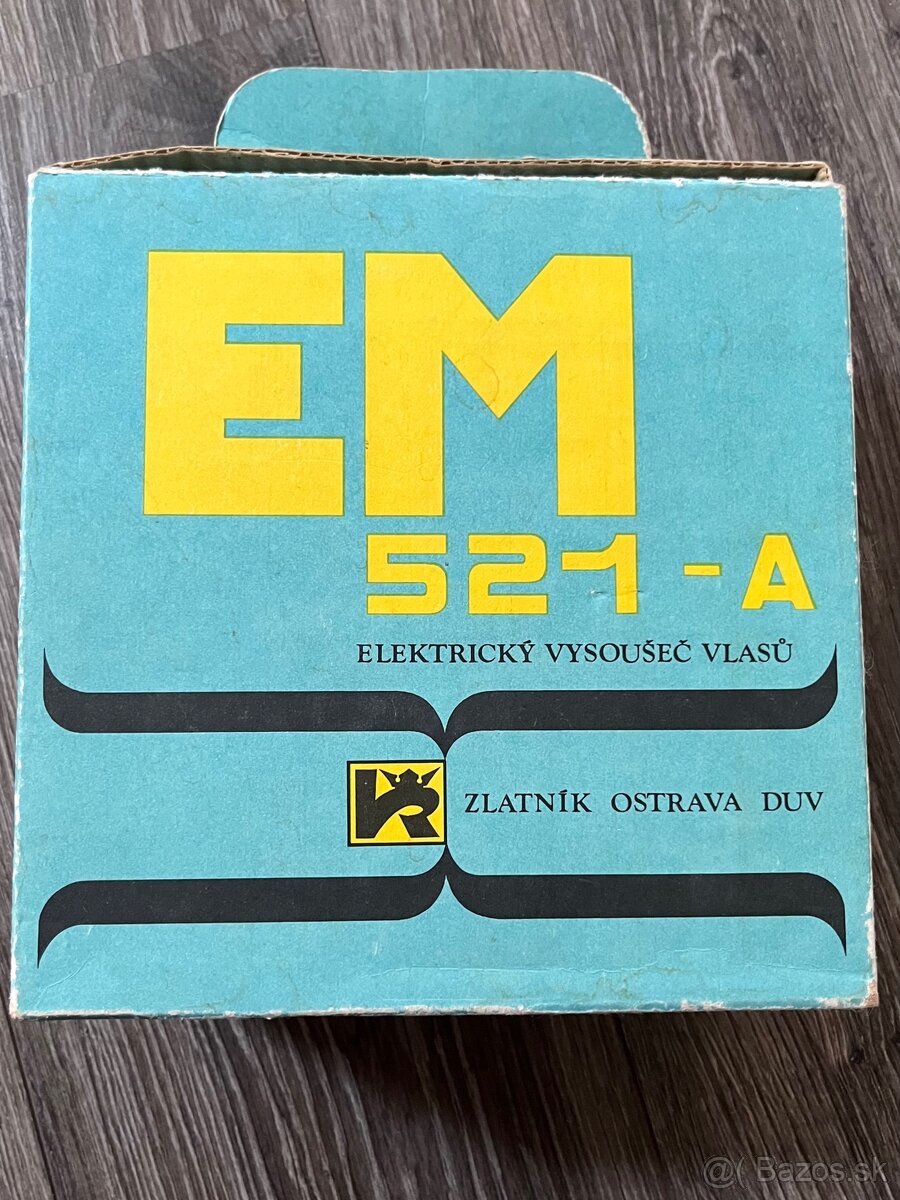 EM
521-A
ELEKTRICKÝ VYSOUŠEČ VLASŮ
ZLATNÍK OSTRAVA DUV
@( Bazos.sk